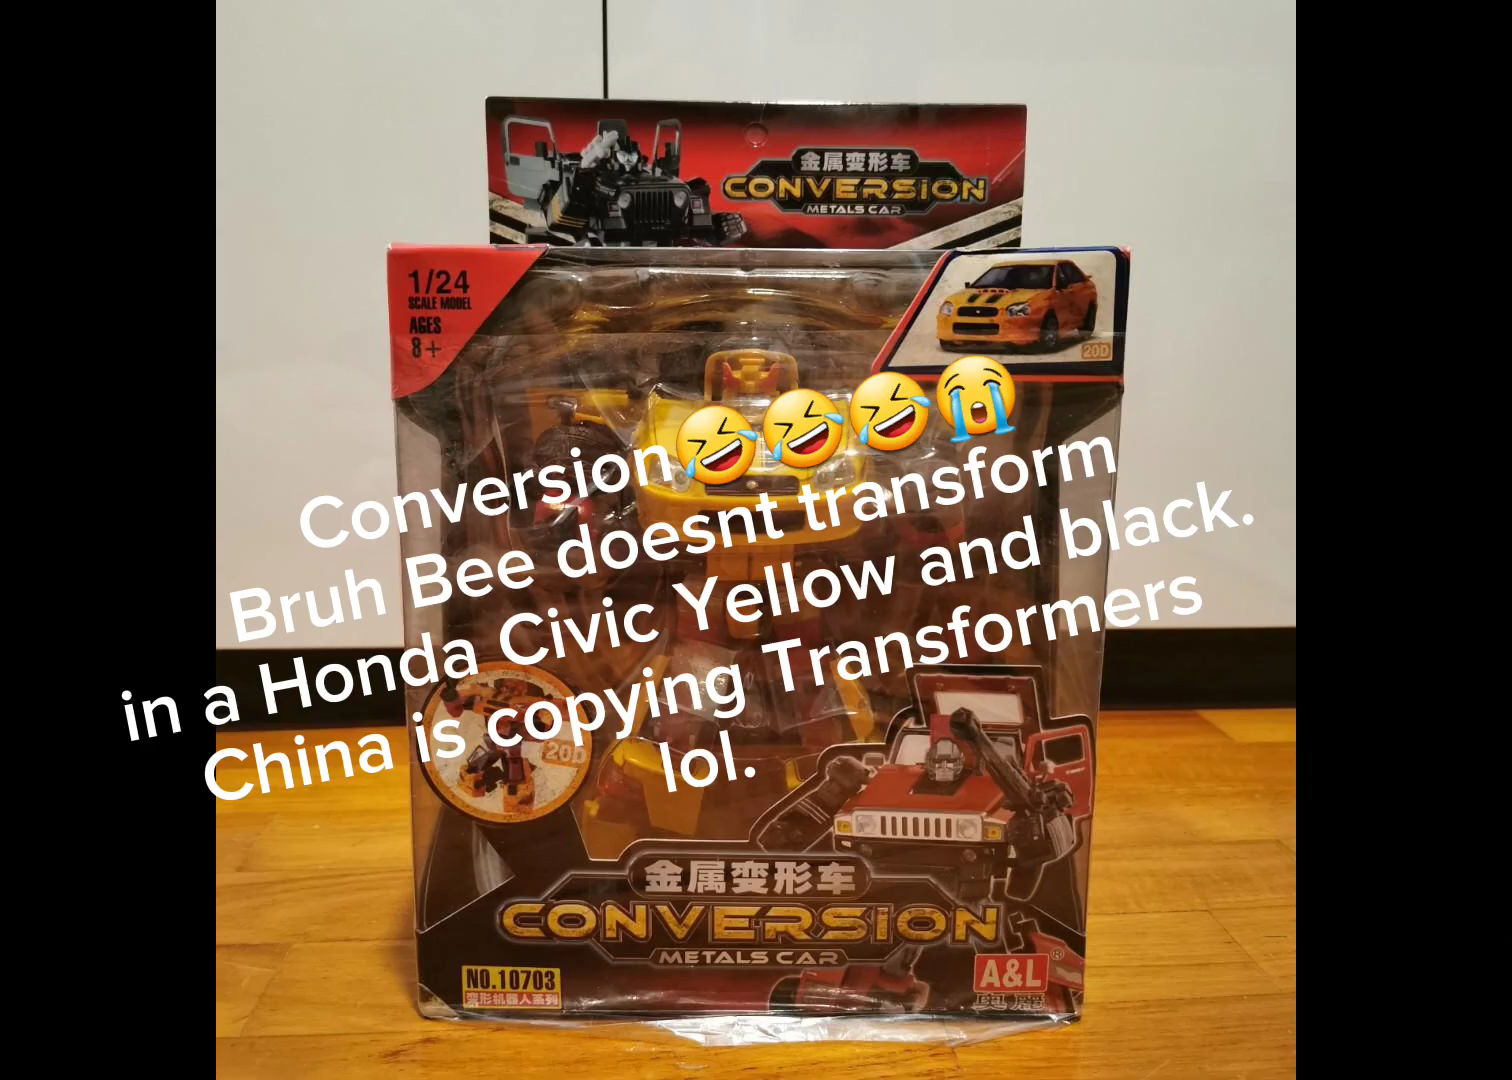 金属变形车
CONVERSION
METALS CAR
1/24
SCALE MODEL
AGES
8+
20D
Conversion🤣🤣🤣😭
Bruh Bee doesnt transform
in a Honda Civic Yellow and black.
China is copying Transformers
lol.
20D
金属变形车
CONVERSION
METALS CAR
NO.10703
变形机器人系列
A&L®
奥麗